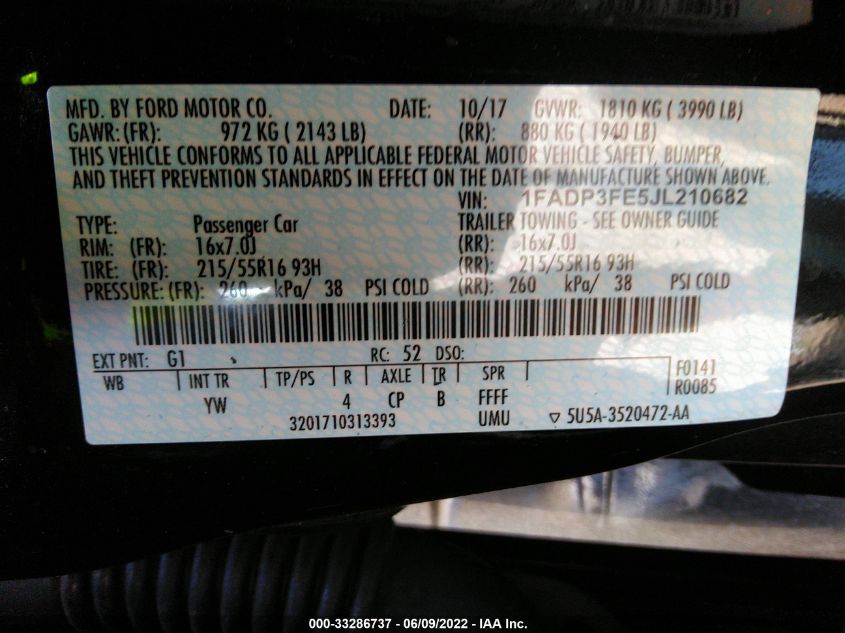 MFD. BY FORD MOTOR CO. DATE: 10/17 GVWR: 1810 KG ( 3990 LB)
GAWR: (FR): 972 KG ( 2143 LB) (RR): 880 KG ( 1940 LB)
THIS VEHICLE CONFORMS TO ALL APPLICABLE FEDERAL MOTOR VEHICLE SAFETY, BUMPER,
AND THEFT PREVENTION STANDARDS IN EFFECT ON THE DATE OF MANUFACTURE SHOWN ABOVE.
VIN: 1FADP3FE5JL210682
TYPE: Passenger Car TRAILER TOWING - SEE OWNER GUIDE
RIM: (FR): 16x7.0J (RR): 16x7.0J
TIRE: (FR): 215/55R16 93H (RR): 215/55R16 93H
PRESSURE: (FR): 260 kPa/ 38 PSI COLD (RR): 260 kPa/ 38 PSI COLD
EXT PNT: G1 RC: 52 DSO: F0141
WB INT TR TP/PS R AXLE TR SPR R0085
YW 4 CP B FFFF
3201710313393 UMU ▽ 5U5A-3520472-AA
000-33286737 - 06/09/2022 - IAA Inc.